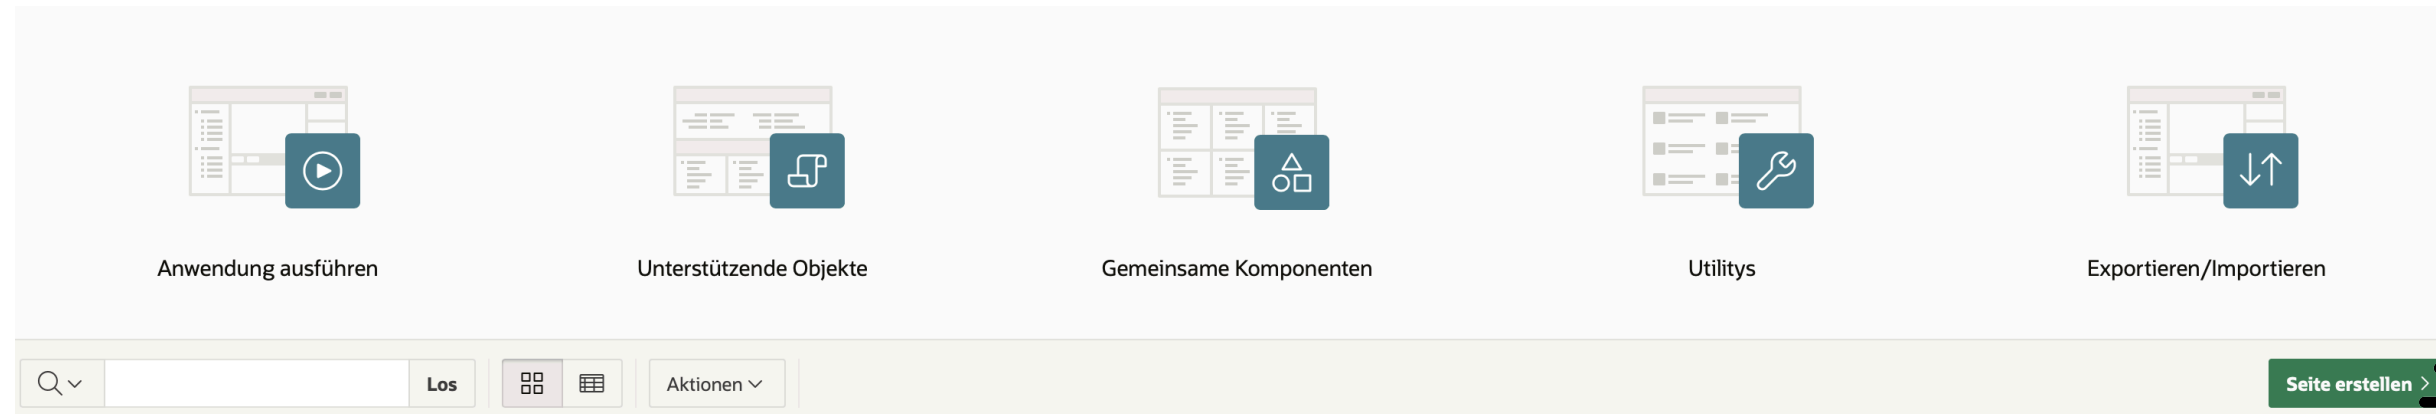 Anwendung ausführen
Unterstützende Objekte
Gemeinsame Komponenten
Utilitys
Exportieren/Importieren
Los
Aktionen
Seite erstellen